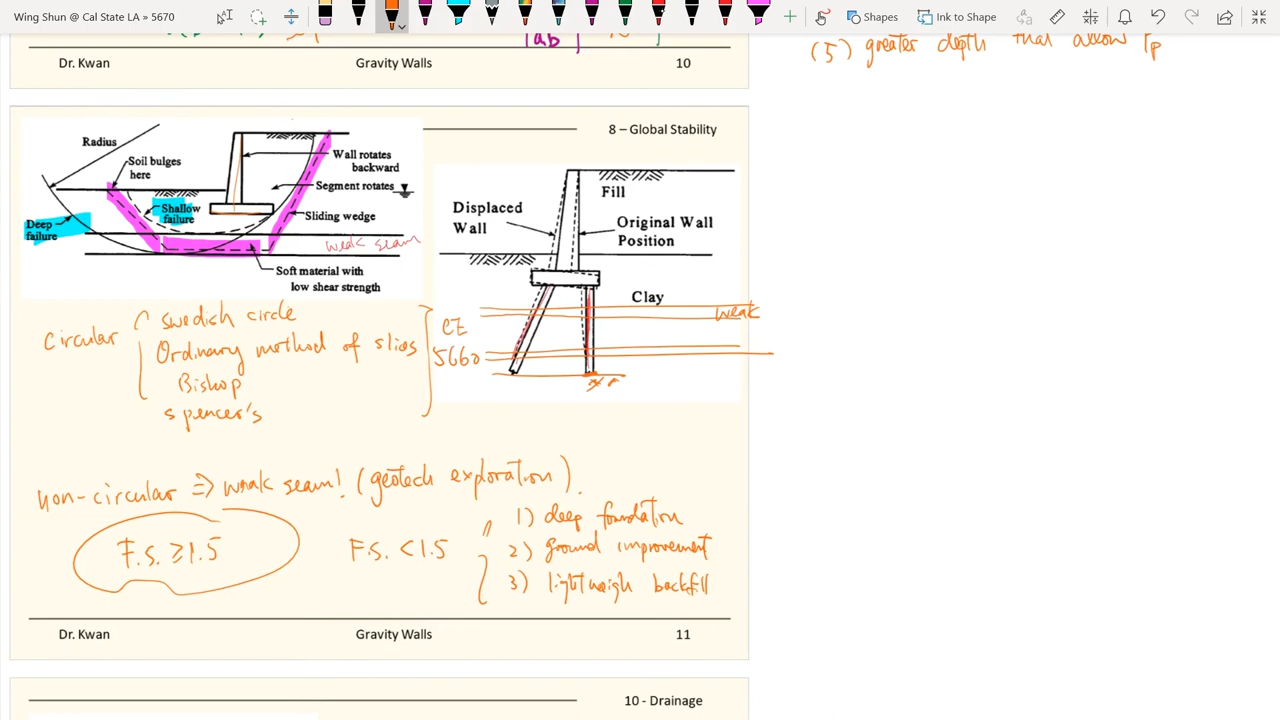 Wing Shun @ Cal State LA » 5670
Shapes
Ink to Shape
Dr. Kwan
Gravity Walls
10
(5) greater depth that allow Pp
8 – Global Stability
Radius
Soil bulges
here
Shallow
failure
Deep
failure
Wall rotates
backward
Segment rotates
Sliding wedge
weak seam
Soft material with
low shear strength
Fill
Displaced
Wall
Original Wall
Position
Clay
weak
Circular
swedish circle
Ordinary method of slices
Bishop
spencer's
CE
5660
non-circular => weak seam! (geotech exploration).
F.S. ≥ 1.5
F.S. < 1.5
1) deep foundation
2) ground improvement
3) lightweigh backfill
Dr. Kwan
Gravity Walls
11
10 - Drainage